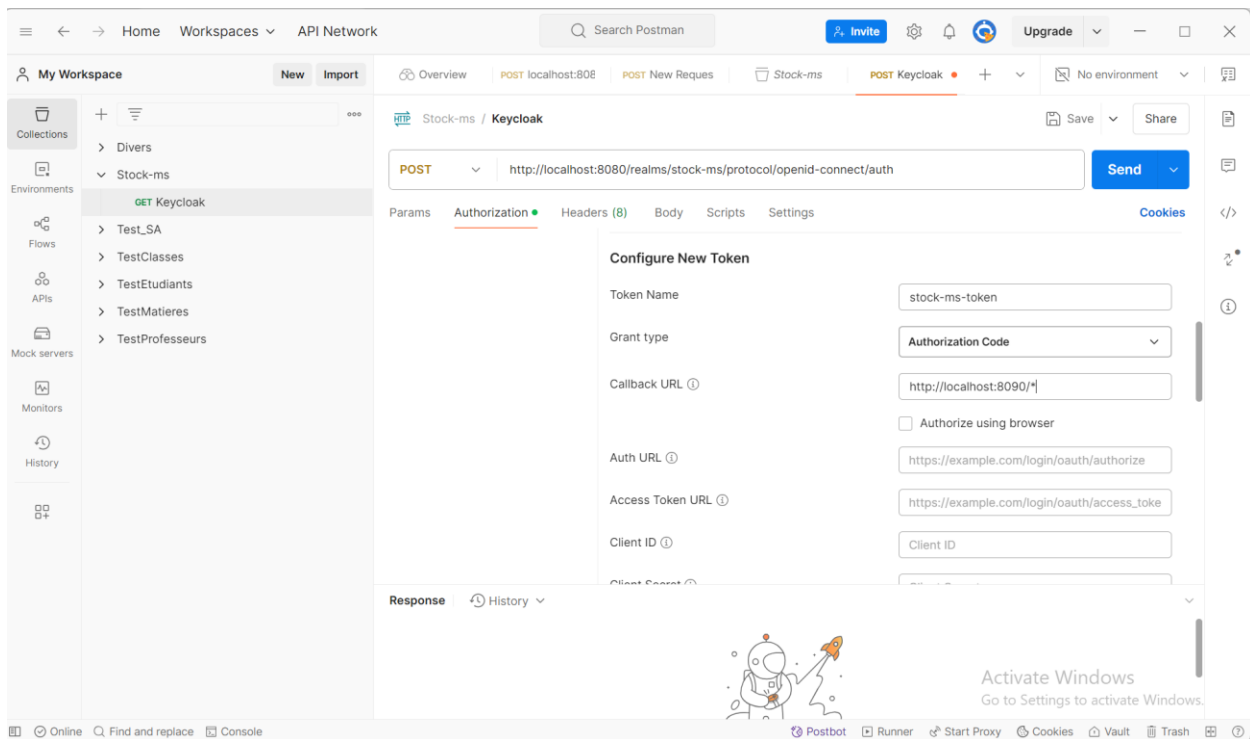 Home Workspaces API Network Search Postman Invite Upgrade
My Workspace New Import Overview POST localhost:808 POST New Reques Stock-ms POST Keycloak No environment
Collections
Environments
Flows
APIs
Mock servers
Monitors
History
Divers
Stock-ms
GET Keycloak
Test_SA
TestClasses
TestEtudiants
TestMatieres
TestProfesseurs
HTTP Stock-ms / Keycloak Save Share
POST http://localhost:8080/realms/stock-ms/protocol/openid-connect/auth Send
Params Authorization Headers (8) Body Scripts Settings Cookies
Configure New Token
Token Name stock-ms-token
Grant type Authorization Code
Callback URL http://localhost:8090/*
Authorize using browser
Auth URL https://example.com/login/oauth/authorize
Access Token URL https://example.com/login/oauth/access_toke
Client ID Client ID
Client Secret
Response History
Activate Windows
Go to Settings to activate Windows.
Online Find and replace Console Postbot Runner Start Proxy Cookies Vault Trash